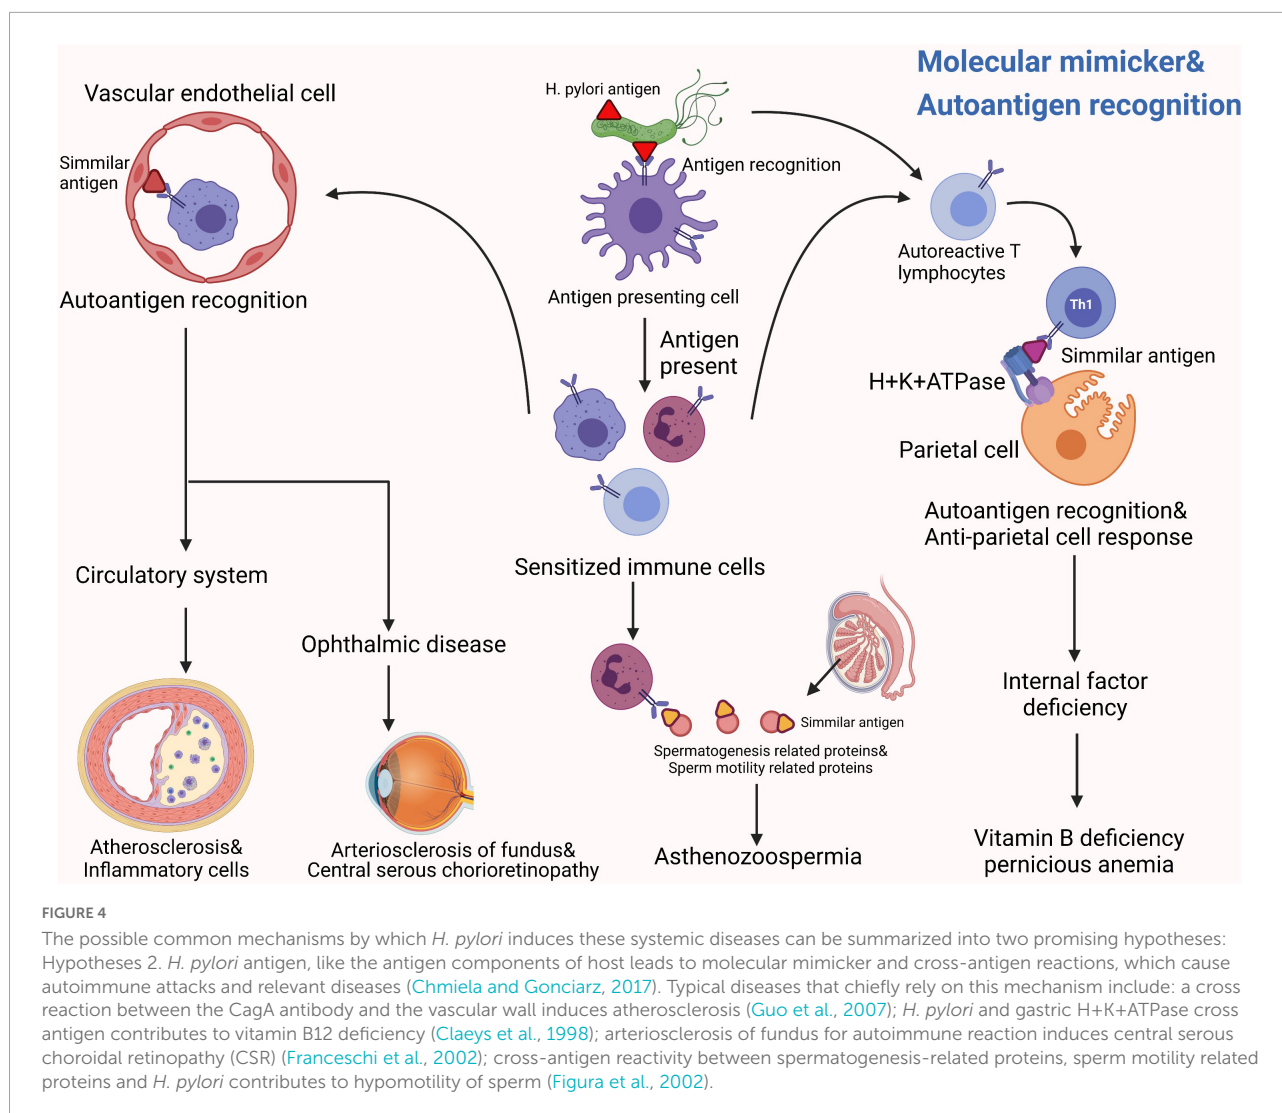 Molecular mimicker&
Autoantigen recognition
Vascular endothelial cell
Simmilar
antigen
Autoantigen recognition
H. pylori antigen
Antigen recognition
Antigen presenting cell
Antigen
present
Autoreactive T
lymphocytes
Th1
Simmilar antigen
H+K+ATPase
Parietal cell
Autoantigen recognition&
Anti-parietal cell response
Sensitized immune cells
Circulatory system
Ophthalmic disease
Internal factor
deficiency
Simmilar antigen
Spermatogenesis related proteins&
Sperm motility related proteins
Atherosclerosis&
Inflammatory cells
Arteriosclerosis of fundus&
Central serous chorioretinopathy
Asthenozoospermia
Vitamin B deficiency
pernicious anemia
FIGURE 4
The possible common mechanisms by which H. pylori induces these systemic diseases can be summarized into two promising hypotheses:
Hypotheses 2. H. pylori antigen, like the antigen components of host leads to molecular mimicker and cross-antigen reactions, which cause
autoimmune attacks and relevant diseases (Chmiela and Gonciarz, 2017). Typical diseases that chiefly rely on this mechanism include: a cross
reaction between the CagA antibody and the vascular wall induces atherosclerosis (Guo et al., 2007); H. pylori and gastric H+K+ATPase cross
antigen contributes to vitamin B12 deficiency (Claeys et al., 1998); arteriosclerosis of fundus for autoimmune reaction induces central serous
choroidal retinopathy (CSR) (Franceschi et al., 2002); cross-antigen reactivity between spermatogenesis-related proteins, sperm motility related
proteins and H. pylori contributes to hypomotility of sperm (Figura et al., 2002).